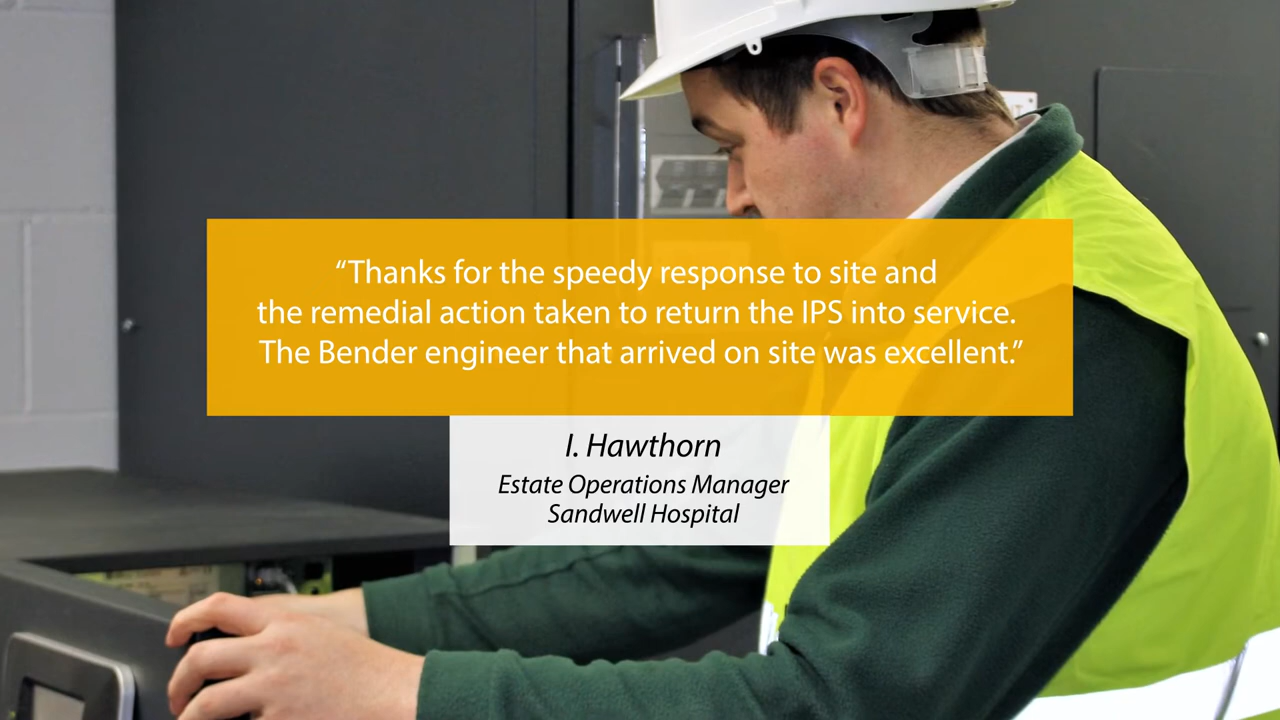 “Thanks for the speedy response to site and
the remedial action taken to return the IPS into service.
The Bender engineer that arrived on site was excellent.”
I. Hawthorn
Estate Operations Manager
Sandwell Hospital